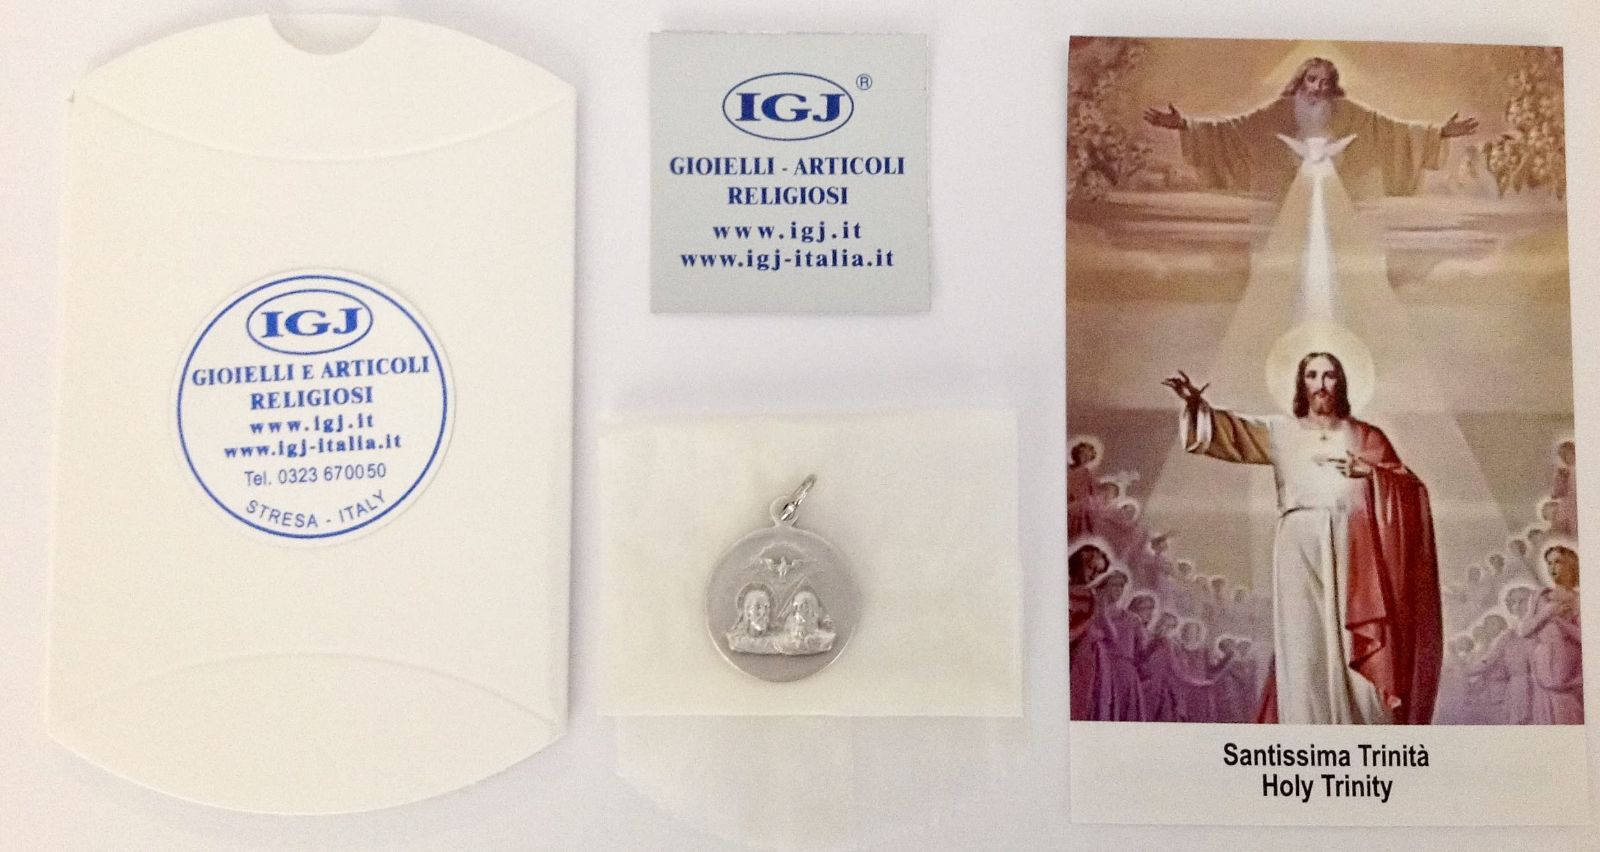 IGJ
GIOIELLI E ARTICOLI
RELIGIOSI
www.igj.it
www.igj-italia.it
Tel. 0323 670050
STRESA - ITALY
IGJ ®
GIOIELLI - ARTICOLI
RELIGIOSI
www.igj.it
www.igj-italia.it
Santissima Trinità
Holy Trinity